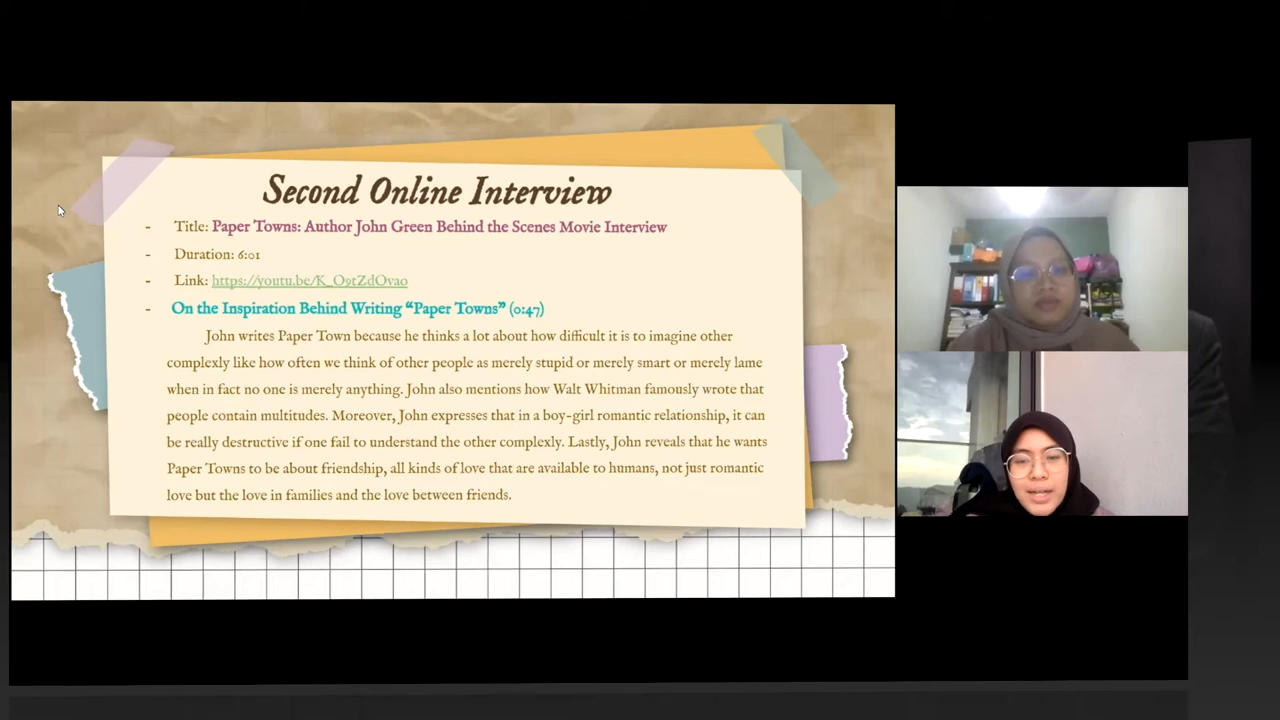 Second Online Interview
- Title: Paper Towns: Author John Green Behind the Scenes Movie Interview
- Duration: 6:01
- Link: https://youtu.be/K_O9tZdOvao
- On the Inspiration Behind Writing “Paper Towns” (0:47)
John writes Paper Town because he thinks a lot about how difficult it is to imagine other
complexly like how often we think of other people as merely stupid or merely smart or merely lame
when in fact no one is merely anything. John also mentions how Walt Whitman famously wrote that
people contain multitudes. Moreover, John expresses that in a boy-girl romantic relationship, it can
be really destructive if one fail to understand the other complexly. Lastly, John reveals that he wants
Paper Towns to be about friendship, all kinds of love that are available to humans, not just romantic
love but the love in families and the love between friends.